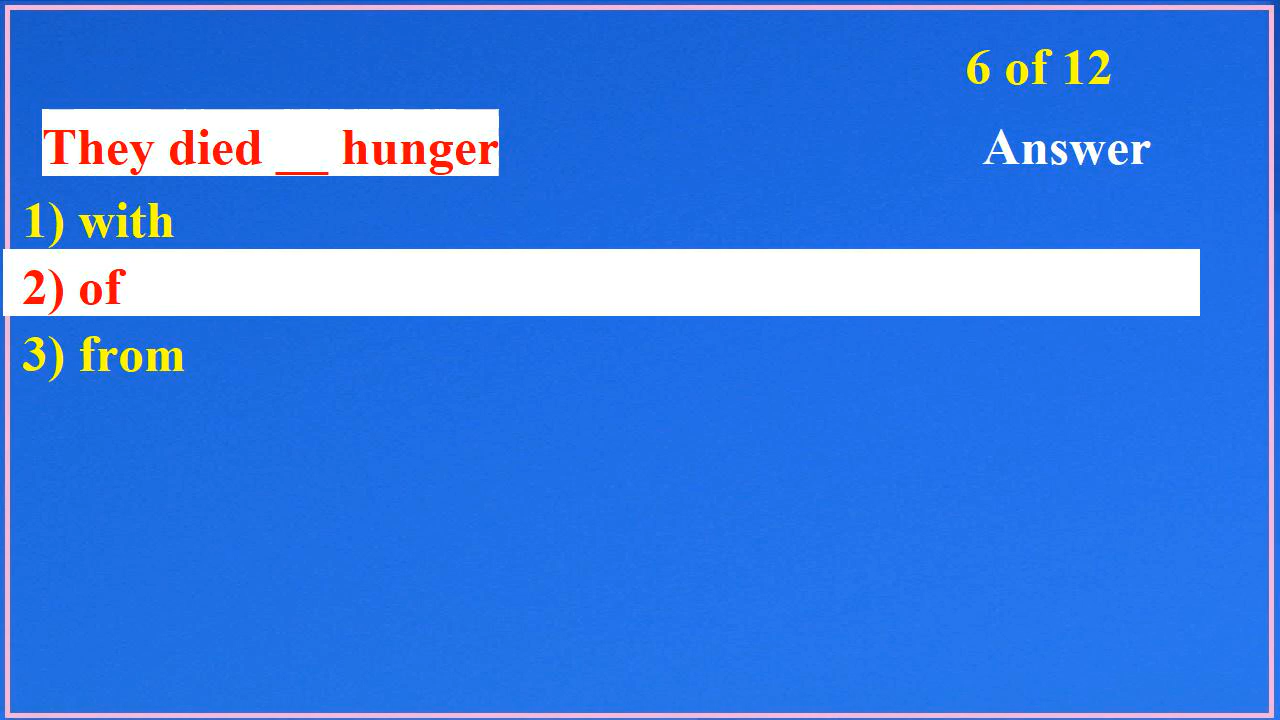 6 of 12
They died __ hunger
Answer
1) with
2) of
3) from